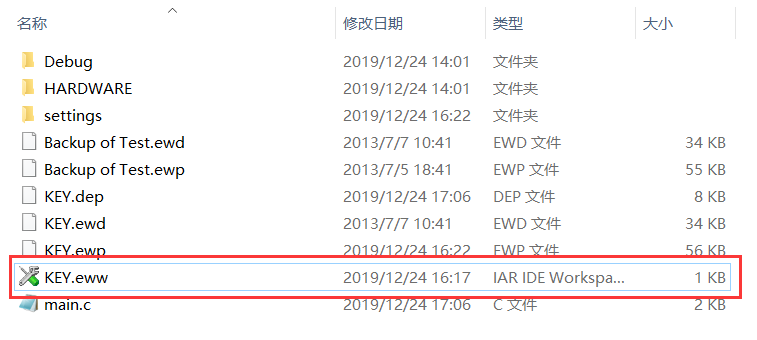 名称 修改日期 类型 大小
Debug 2019/12/24 14:01 文件夹
HARDWARE 2019/12/24 14:01 文件夹
settings 2019/12/24 16:22 文件夹
Backup of Test.ewd 2013/7/7 10:41 EWD 文件 34 KB
Backup of Test.ewp 2013/7/5 18:41 EWP 文件 55 KB
KEY.dep 2019/12/24 17:06 DEP 文件 8 KB
KEY.ewd 2013/7/7 10:41 EWD 文件 34 KB
KEY.ewp 2019/12/24 16:22 EWP 文件 56 KB
KEY.eww 2019/12/24 16:17 IAR IDE Workspa... 1 KB
main.c 2019/12/24 17:06 C 文件 2 KB